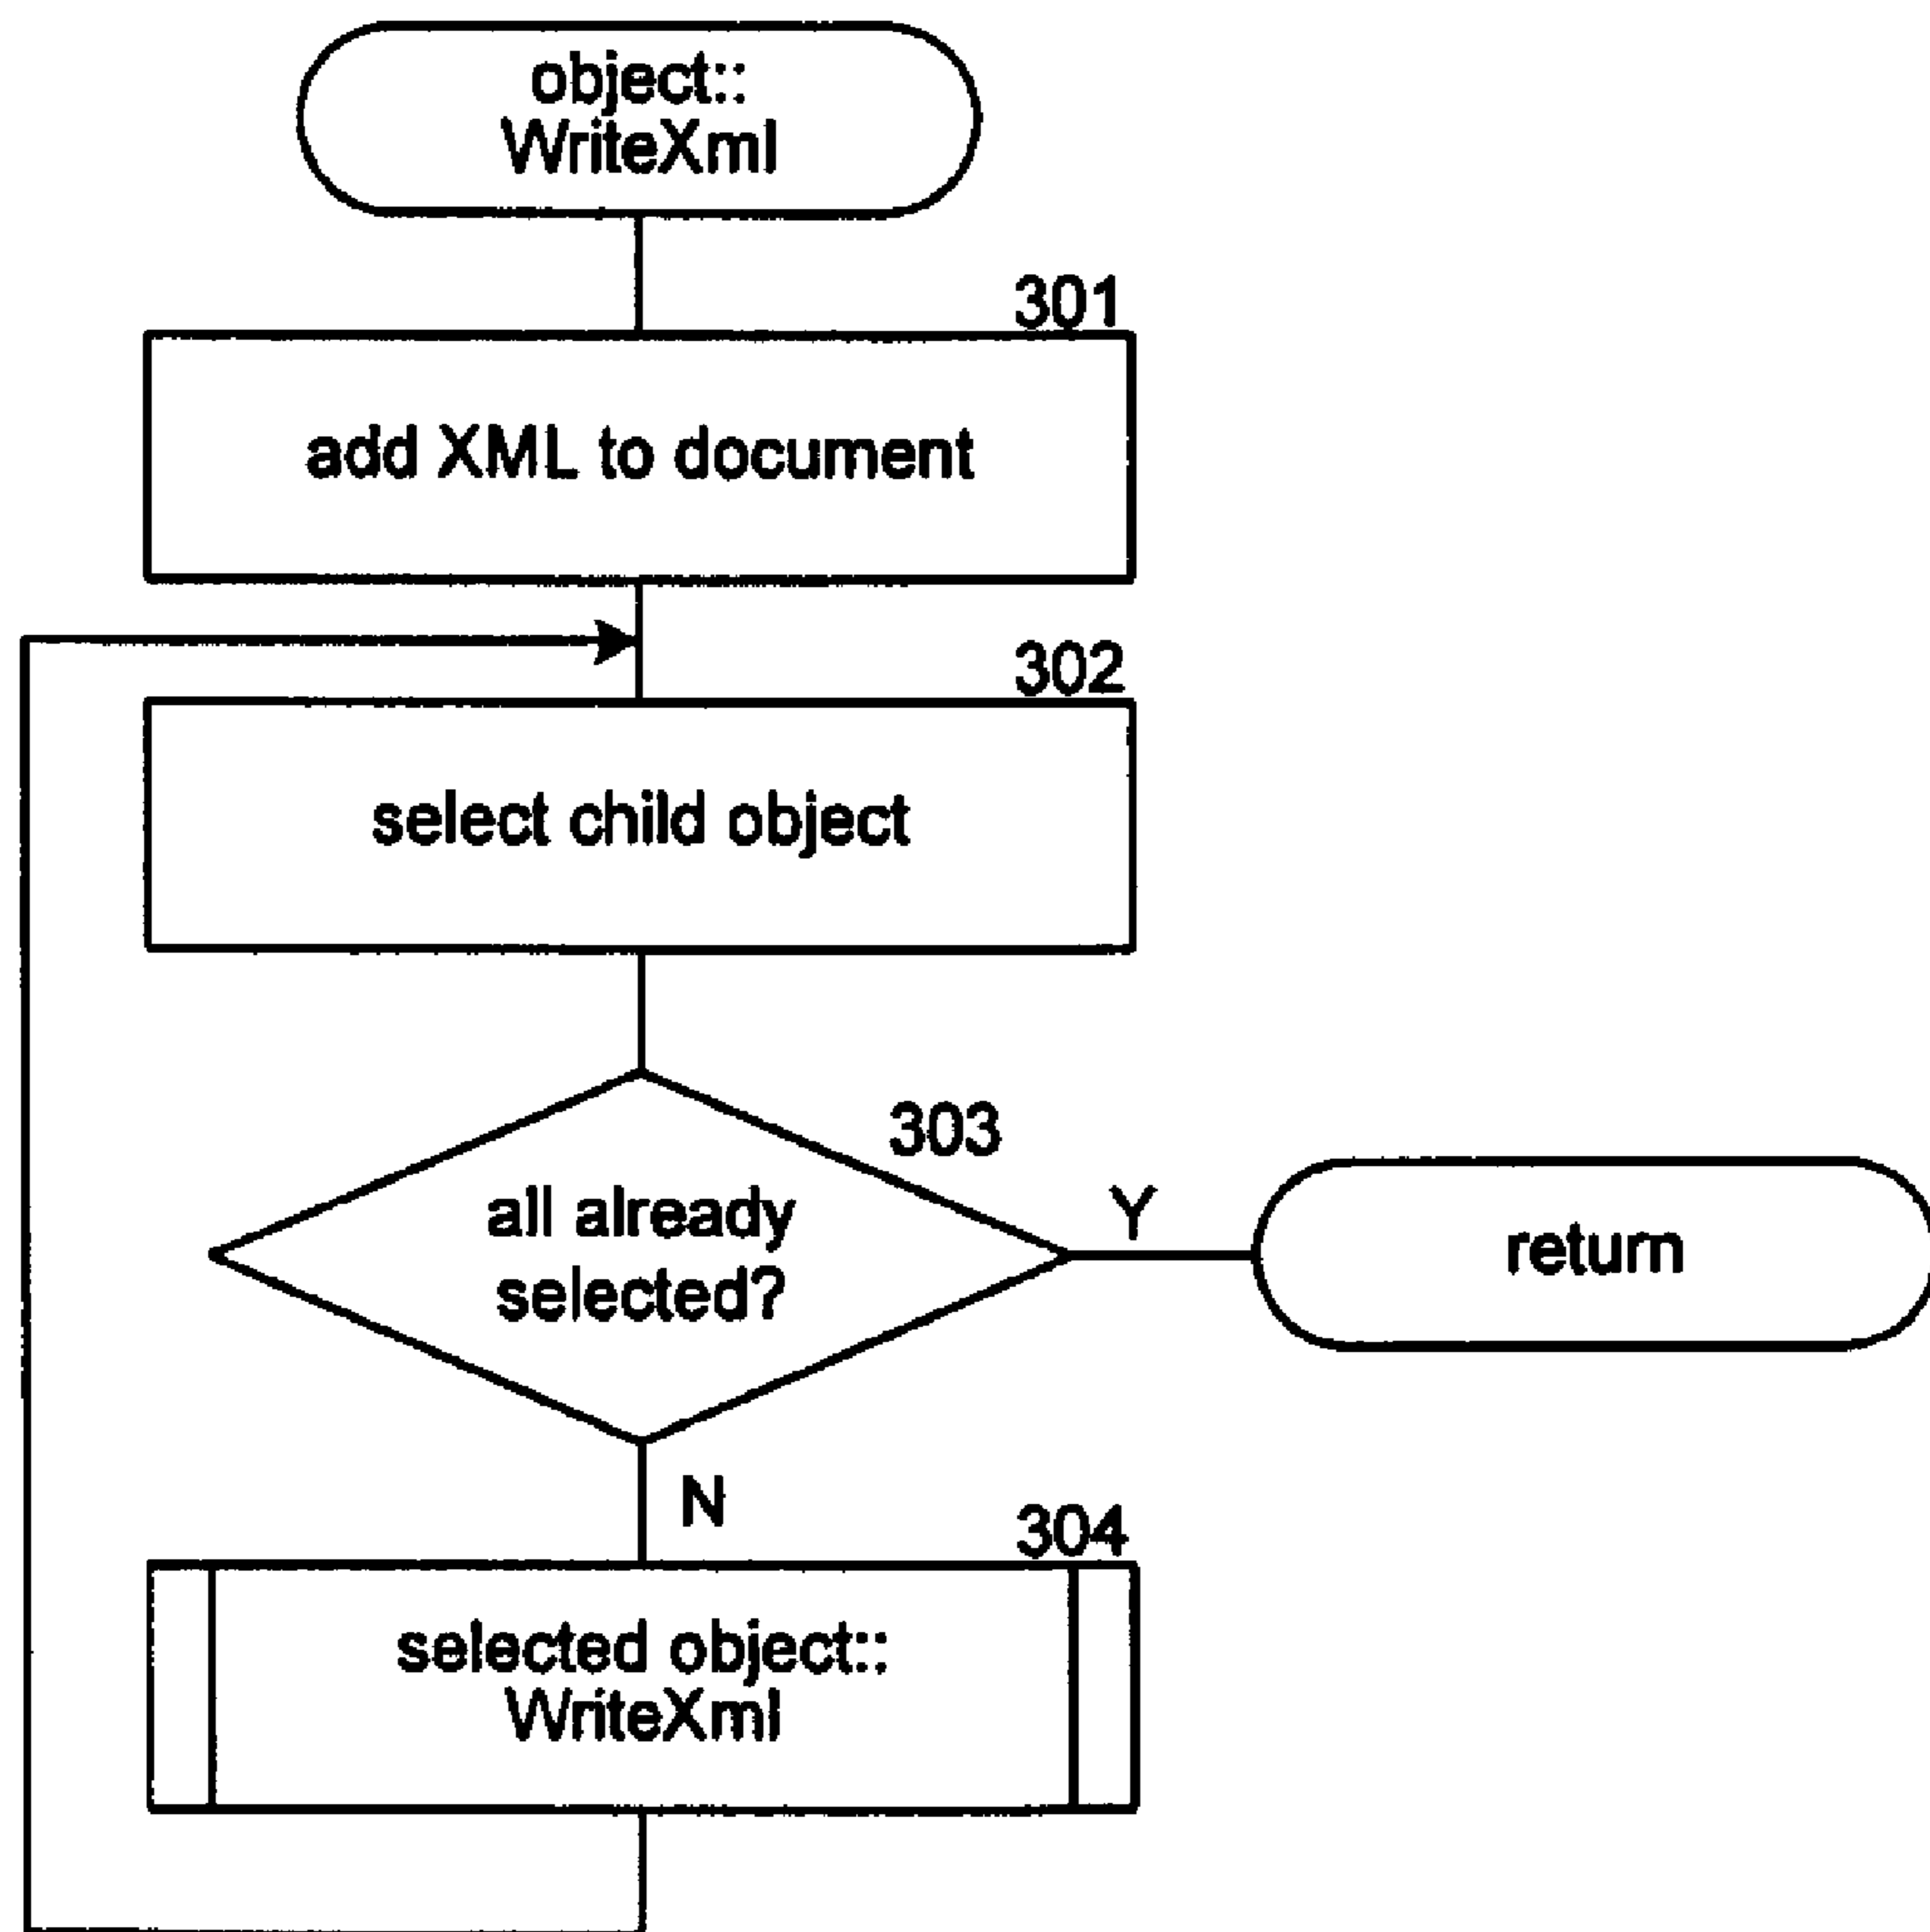 object::
WriteXml
301
add XML to document
302
select child object
303
all already
selected?
Y
return
N
304
selected object::
WriteXml